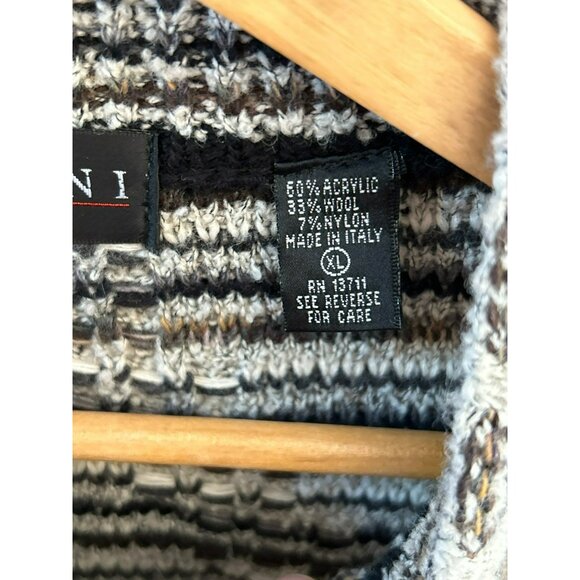 NI
60% ACRYLIC
33% WOOL
7% NYLON
MADE IN ITALY
XL
RN 13711
SEE REVERSE
FOR CARE